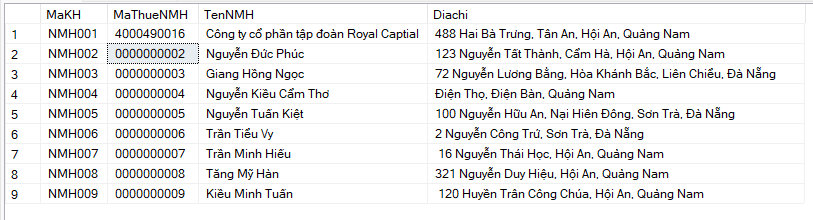 MaKH MaThueNMH TenNMH Diachi
1 NMH001 4000490016 Công ty cổ phần tập đoàn Royal Captial 488 Hai Bà Trưng, Tân An, Hội An, Quảng Nam
2 NMH002 0000000002 Nguyễn Đức Phúc 123 Nguyễn Tất Thành, Cẩm Hà, Hội An, Quảng Nam
3 NMH003 0000000003 Giang Hồng Ngọc 72 Nguyễn Lương Bằng, Hòa Khánh Bắc, Liên Chiểu, Đà Nẵng
4 NMH004 0000000004 Nguyễn Kiều Cẩm Thơ Điện Thọ, Điện Bàn, Quảng Nam
5 NMH005 0000000005 Nguyễn Tuấn Kiệt 100 Nguyễn Hữu An, Nại Hiên Đông, Sơn Trà, Đà Nẵng
6 NMH006 0000000006 Trần Tiểu Vy 2 Nguyễn Công Trứ, Sơn Trà, Đà Nẵng
7 NMH007 0000000007 Trần Minh Hiếu 16 Nguyễn Thái Học, Hội An, Quảng Nam
8 NMH008 0000000008 Tăng Mỹ Hàn 321 Nguyễn Duy Hiệu, Hội An, Quảng Nam
9 NMH009 0000000009 Kiều Minh Tuấn 120 Huyền Trân Công Chúa, Hội An, Quảng Nam